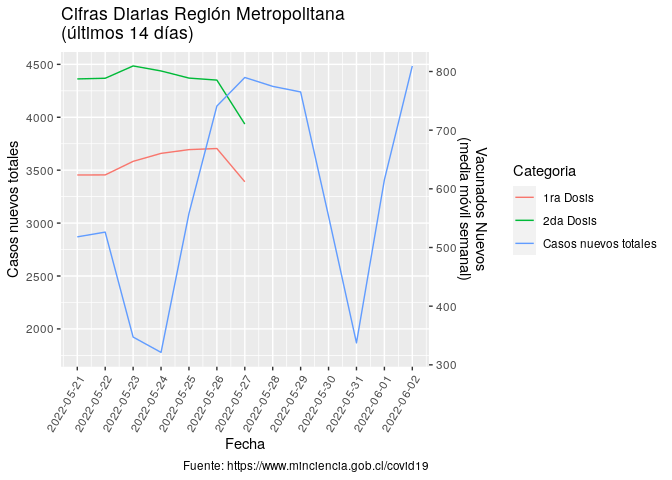 Cifras Diarias Región Metropolitana
(últimos 14 días)
Casos nuevos totales
4500
4000
3500
3000
2500
2000
800
700
600
500
400
300
Vacunados Nuevos
(media móvil semanal)
2022-05-21
2022-05-22
2022-05-23
2022-05-24
2022-05-25
2022-05-26
2022-05-27
2022-05-28
2022-05-29
2022-05-30
2022-05-31
2022-06-01
2022-06-02
Fecha
Categoria
1ra Dosis
2da Dosis
Casos nuevos totales
Fuente: https://www.minciencia.gob.cl/covid19